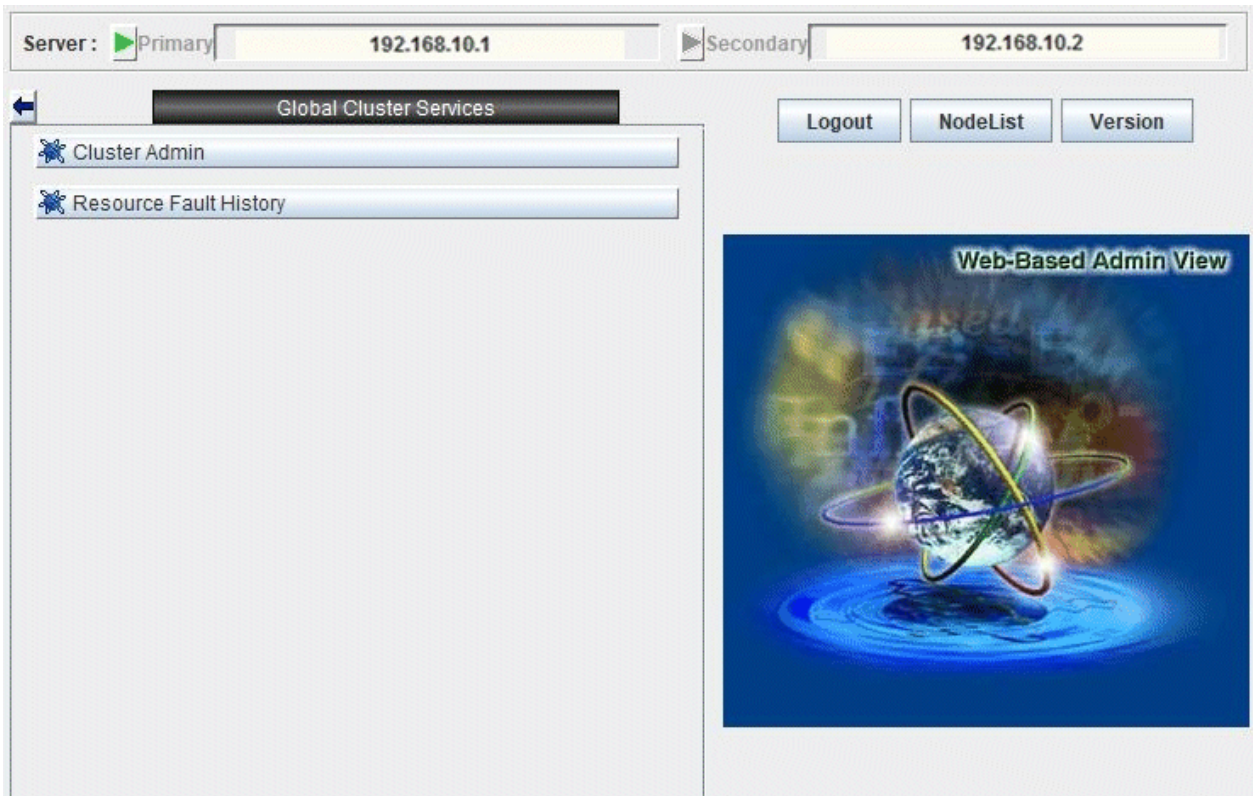 Server : Primary 192.168.10.1 Secondary 192.168.10.2
Global Cluster Services
Logout NodeList Version
Cluster Admin
Resource Fault History
Web-Based Admin View